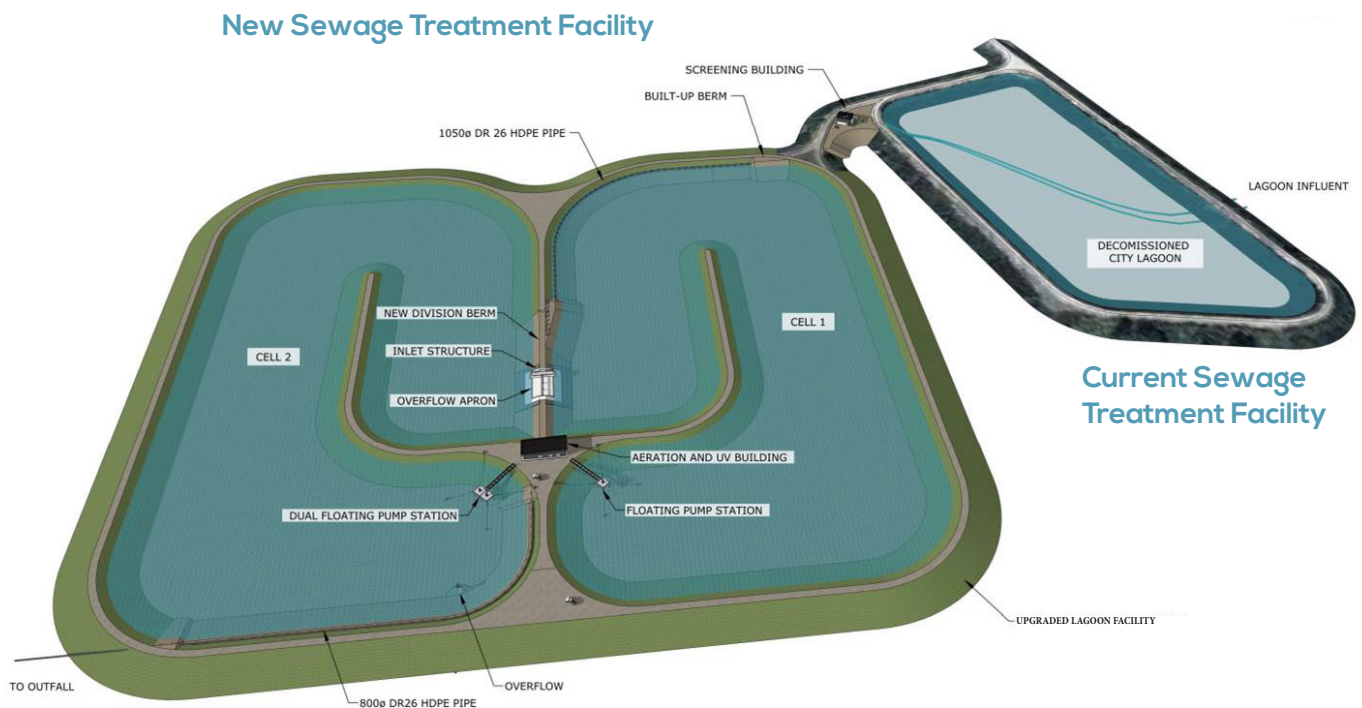 New Sewage Treatment Facility
SCREENING BUILDING
BUILT-UP BERM
1050ø DR 26 HDPE PIPE
LAGOON INFLUENT
DECOMISSIONED
CITY LAGOON
NEW DIVISION BERM
CELL 1
INLET STRUCTURE
CELL 2
Current Sewage
Treatment Facility
OVERFLOW APRON
AERATION AND UV BUILDING
DUAL FLOATING PUMP STATION
FLOATING PUMP STATION
UPGRADED LAGOON FACILITY
TO OUTFALL
OVERFLOW
800ø DR26 HDPE PIPE